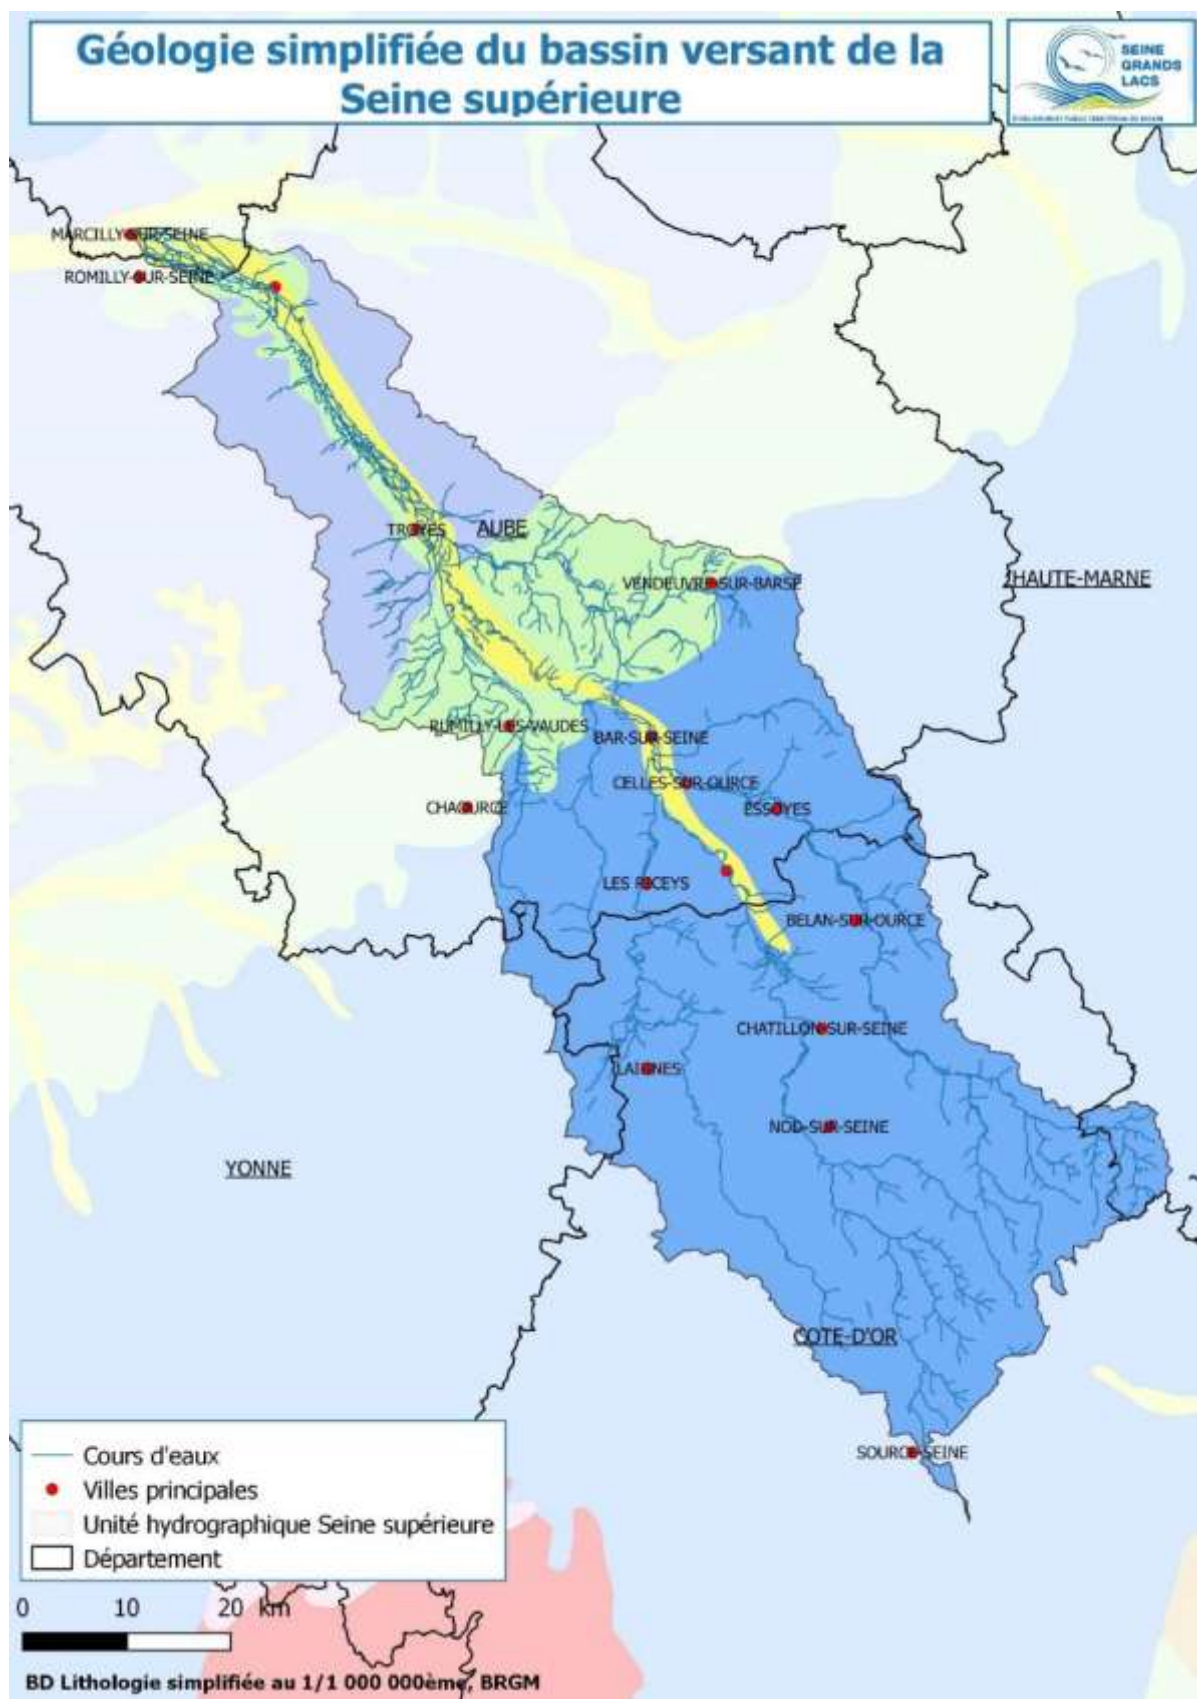 Géologie simplifiée du bassin versant de la
Seine supérieure
SEINE
GRANDS
LACS
MARCILLY-SUR-SEINE
ROMILLY-SUR-SEINE
TROYES
AUBE
VENDEUVRE-SUR-BARSE
HAUTE-MARNE
RUMILLY-LES-VAUDES
BAR-SUR-SEINE
CELLES-SUR-OURCE
CHAOURCE
ESSOYES
LES RICEYS
BELAN-SUR-OURCE
CHATILLON-SUR-SEINE
LAIGNES
NOD-SUR-SEINE
YONNE
COTE-D'OR
SOURCE-SEINE
Cours d'eaux
Villes principales
Unité hydrographique Seine supérieure
Département
0 10 20 km
BD Lithologie simplifiée au 1/1 000 000ème, BRGM